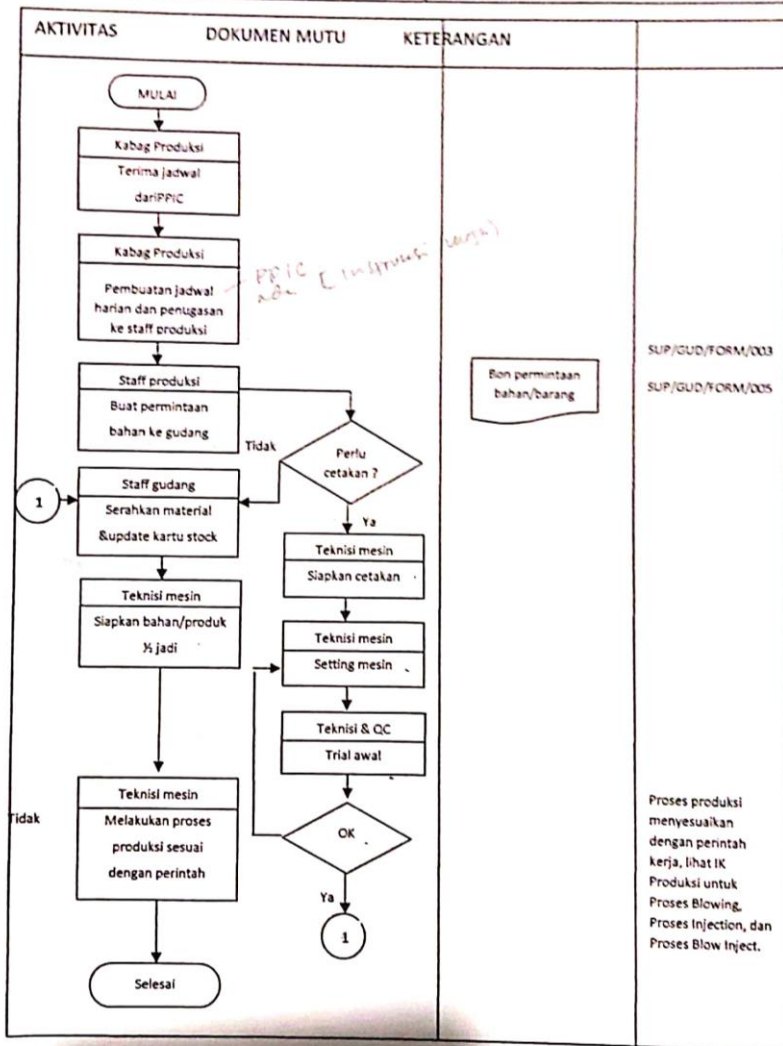 AKTIVITAS DOKUMEN MUTU KETERANGAN
MULAI
Kabag Produksi
Terima jadwal
dariPPIC
Kabag Produksi
Pembuatan jadwal
harian dan penugasan
ke staff produksi
PPIC
ada [ instruksi kerja)
Staff produksi
Buat permintaan
bahan ke gudang
Perlu
cetakan ?
Tidak
Ya
1
Staff gudang
Serahkan material
&update kartu stock
Teknisi mesin
Siapkan cetakan
Teknisi mesin
Siapkan bahan/produk
½ jadi
Teknisi mesin
Setting mesin
Teknisi & QC
Trial awal
OK
Tidak
Ya
1
Teknisi mesin
Melakukan proses
produksi sesuai
dengan perintah
Selesai
Bon permintaan
bahan/barang
SUP/GUD/FORM/003
SUP/GUD/FORM/005
Proses produksi
menyesuaikan
dengan perintah
kerja, lihat IK
Produksi untuk
Proses Blowing,
Proses Injection, dan
Proses Blow Inject.